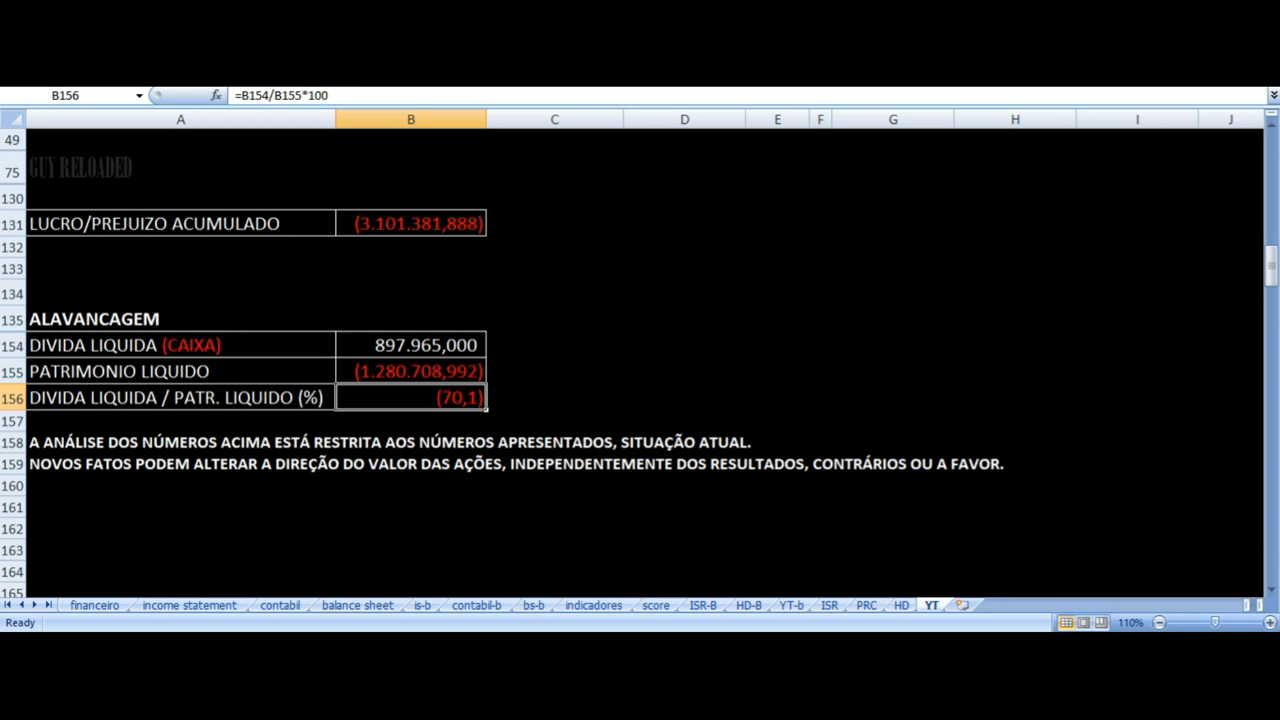 B156 =B154/B155*100
A B C D E F G H I J
49
75 GUY RELOADED
130
131 LUCRO/PREJUIZO ACUMULADO (3.101.381,888)
132
133
134
135 ALAVANCAGEM
154 DIVIDA LIQUIDA (CAIXA) 897.965,000
155 PATRIMONIO LIQUIDO (1.280.708,992)
156 DIVIDA LIQUIDA / PATR. LIQUIDO (%) (70,1)
157
158 A ANÁLISE DOS NÚMEROS ACIMA ESTÁ RESTRITA AOS NÚMEROS APRESENTADOS, SITUAÇÃO ATUAL.
159 NOVOS FATOS PODEM ALTERAR A DIREÇÃO DO VALOR DAS AÇÕES, INDEPENDENTEMENTE DOS RESULTADOS, CONTRÁRIOS OU A FAVOR.
160
161
162
163
164
165
financeiro income statement contabil balance sheet is-b contabil-b bs-b indicadores score ISR-B HD-B YT-b ISR PRC HD YT
Ready 110%